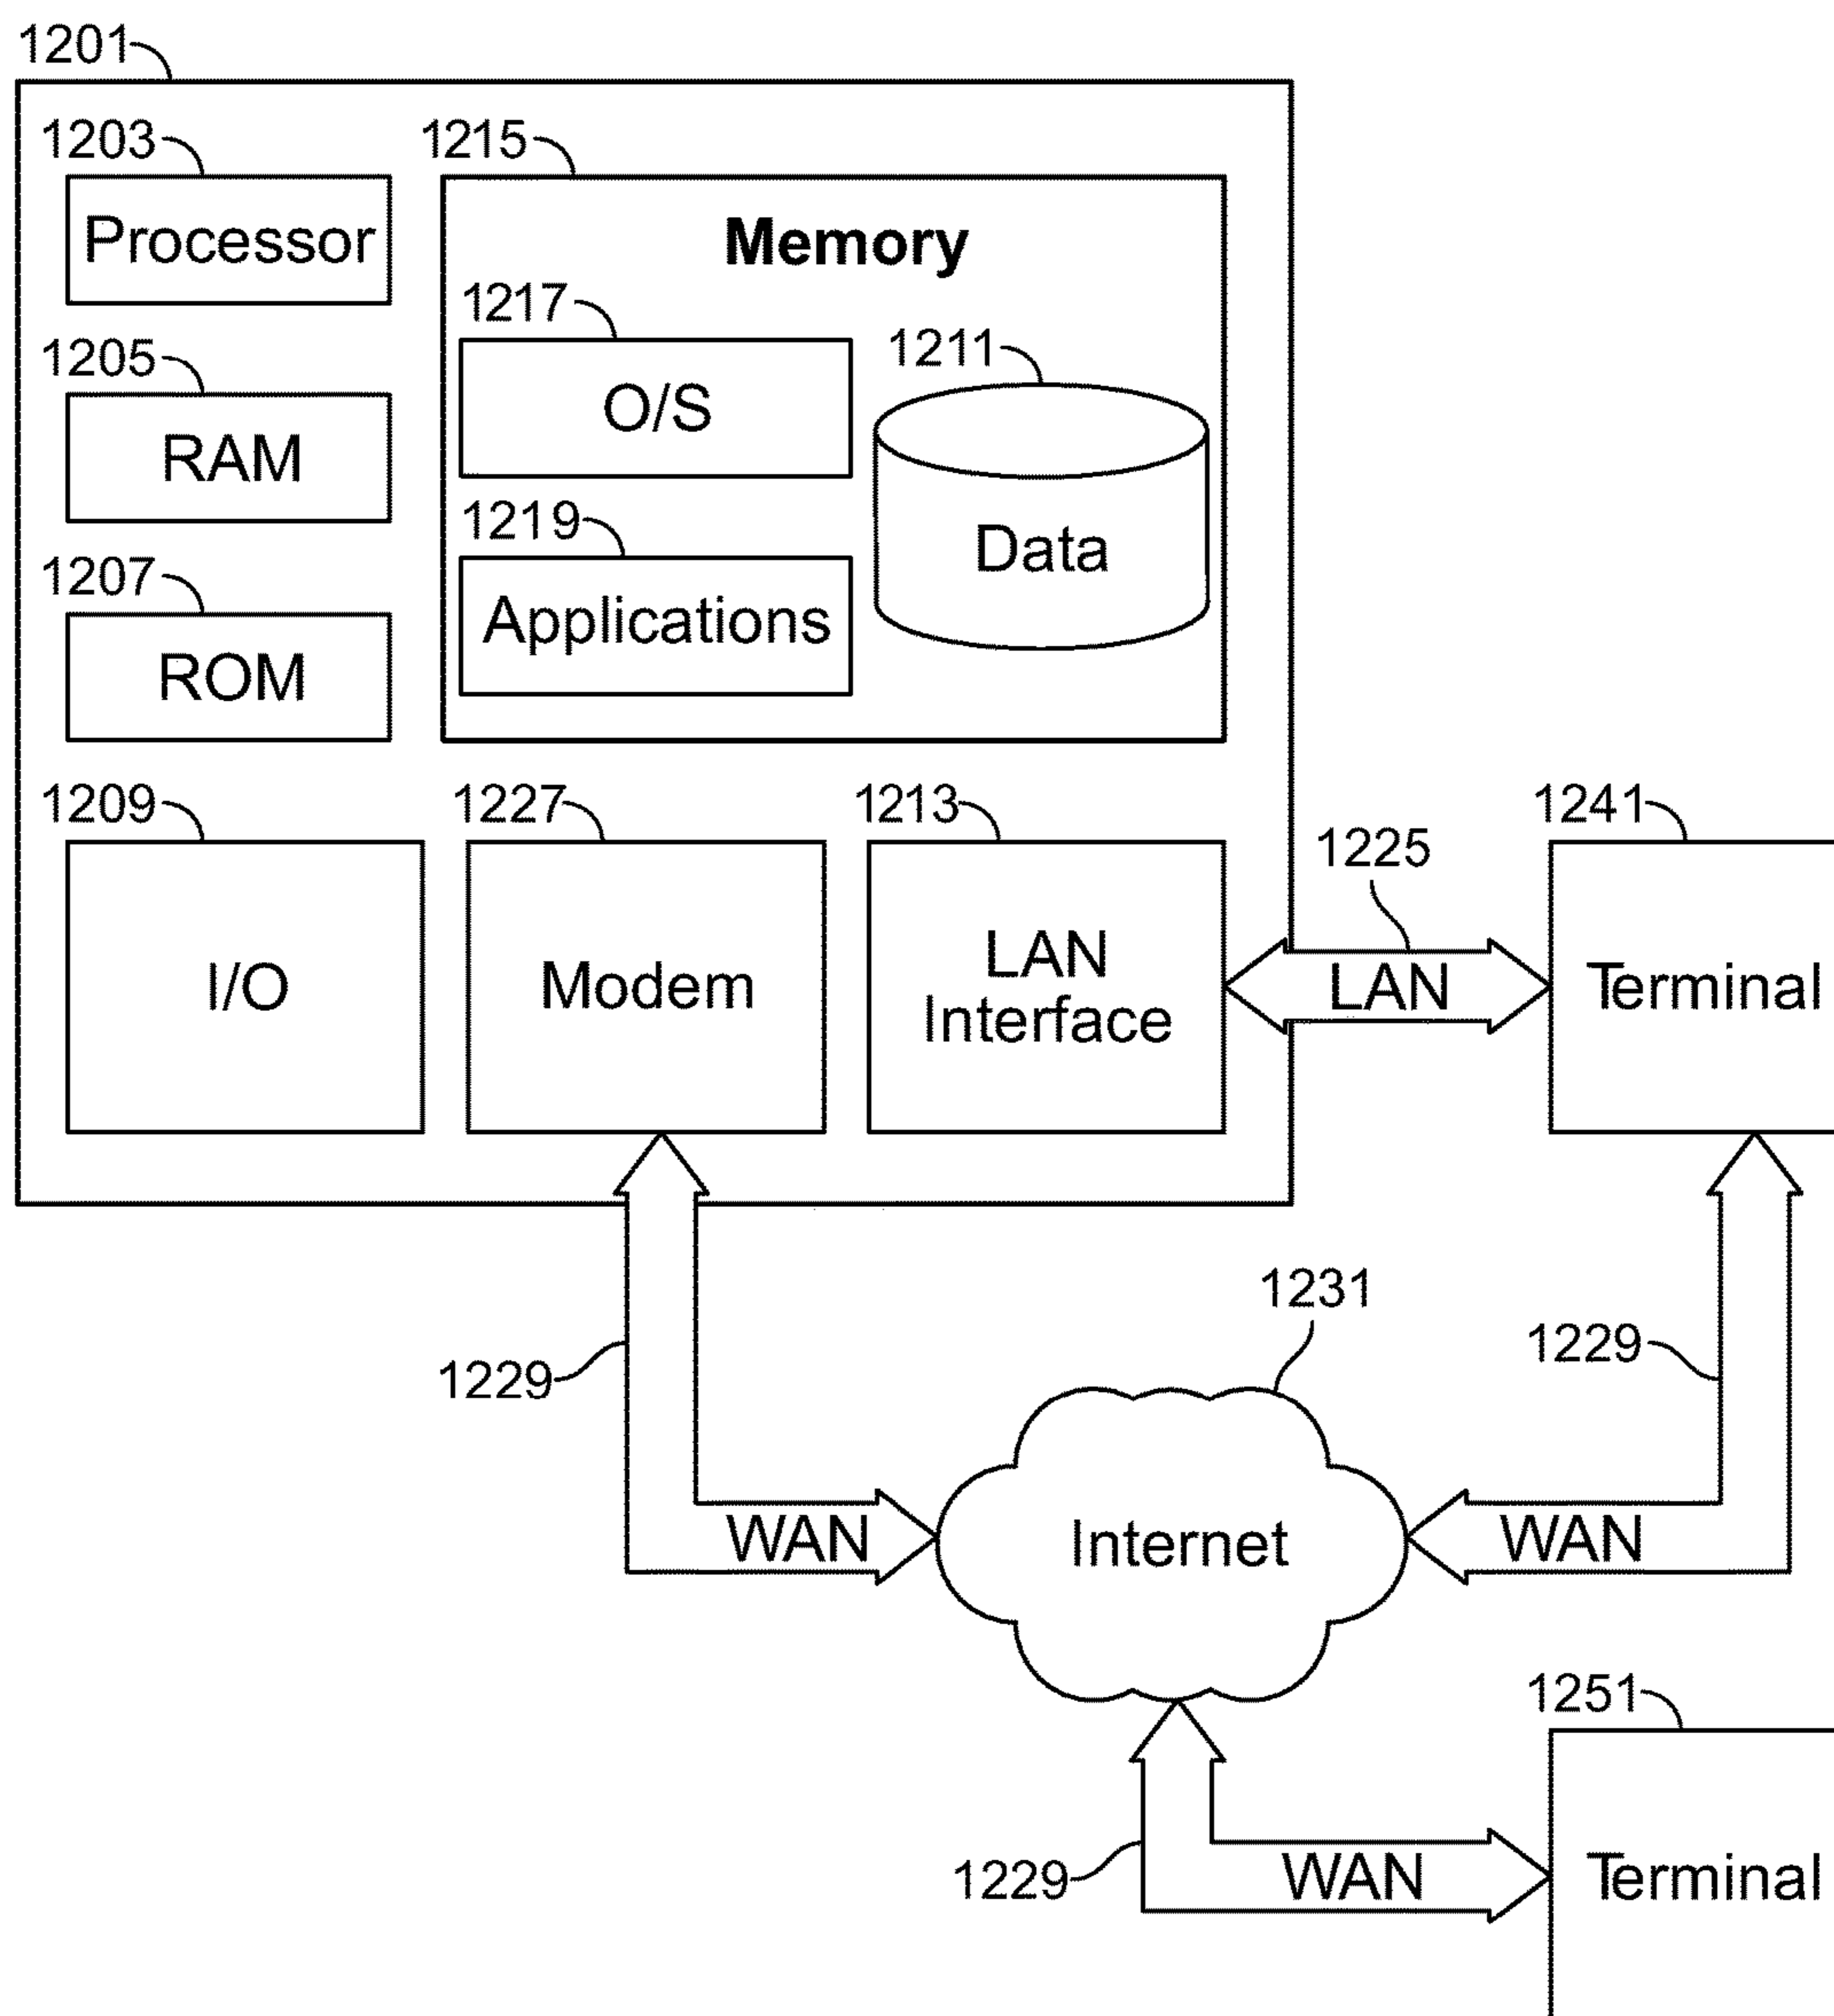 1201
1203
1215
Processor
Memory
1217
1211
O/S
1205
RAM
1219
Data
Applications
1207
ROM
1209
1227
1213
1241
1225
I/O
Modem
LAN
Interface
LAN
Terminal
1231
1229
1229
WAN
Internet
WAN
1251
1229
WAN
Terminal